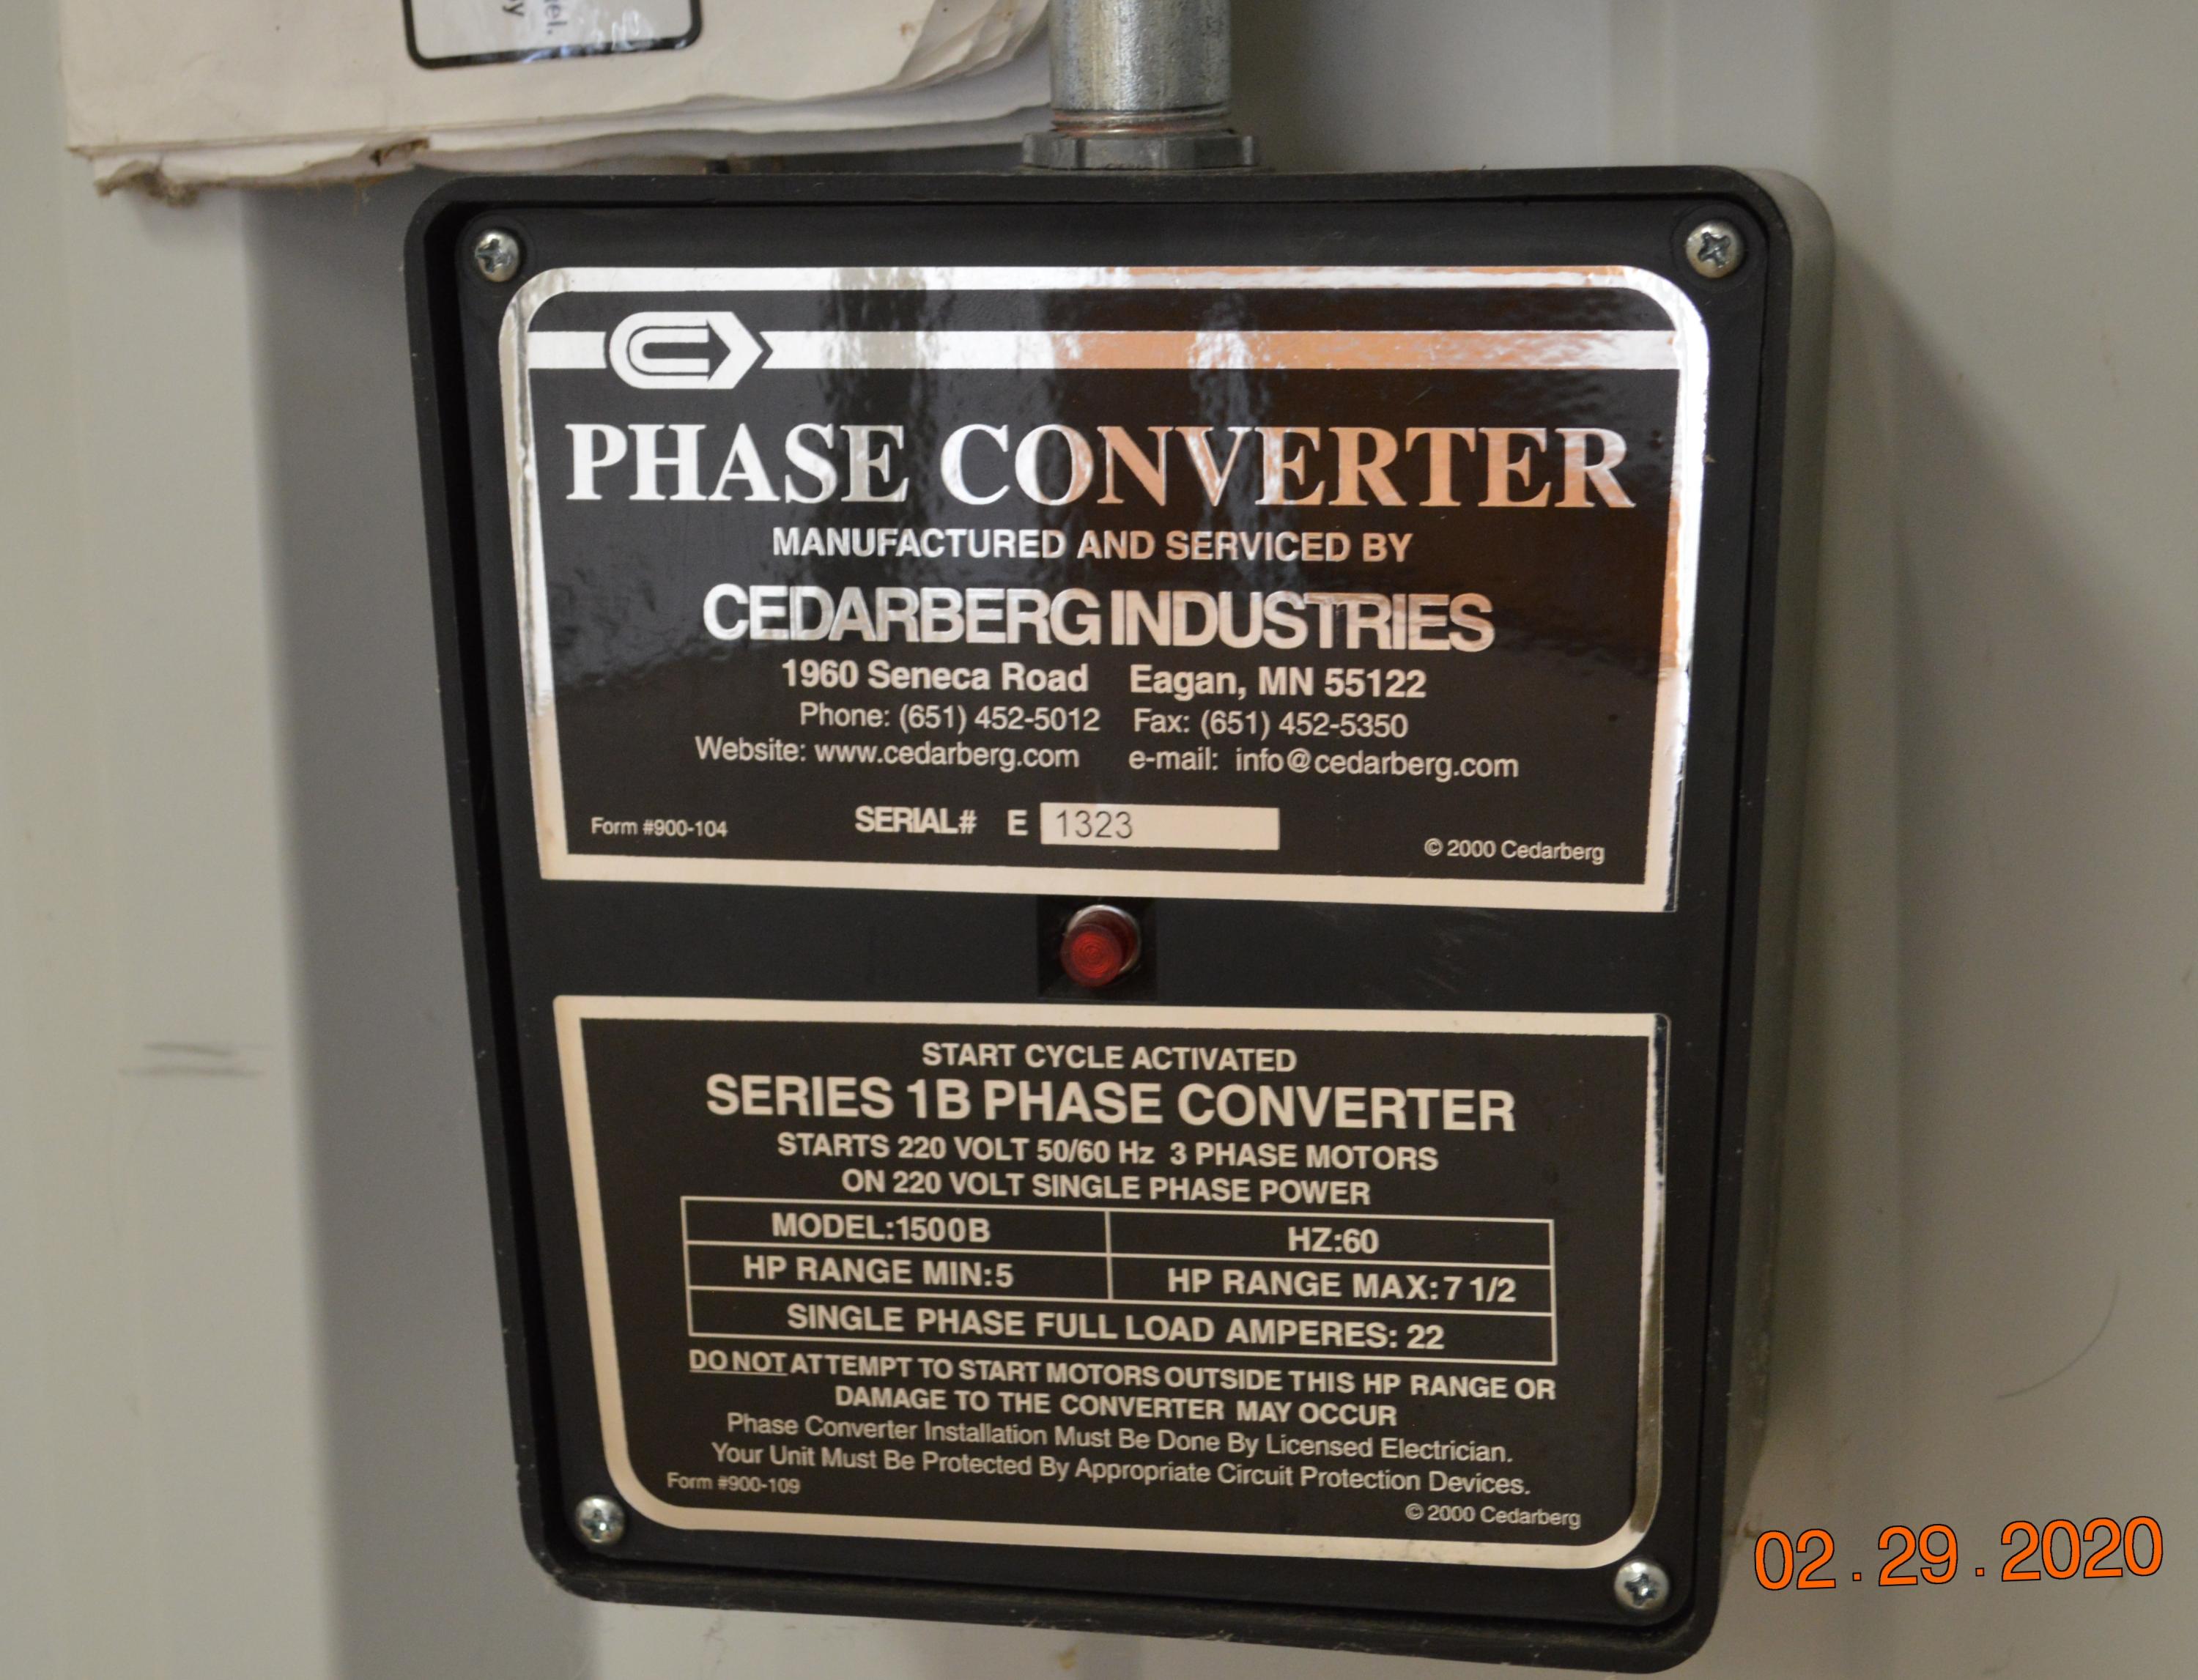 el.
y
PHASE CONVERTER
MANUFACTURED AND SERVICED BY
CEDARBERG INDUSTRIES
1960 Seneca Road Eagan, MN 55122
Phone: (651) 452-5012 Fax: (651) 452-5350
Website: www.cedarberg.com e-mail: info@cedarberg.com
SERIAL# E 1323
Form #900-104
© 2000 Cedarberg
START CYCLE ACTIVATED
SERIES 1B PHASE CONVERTER
STARTS 220 VOLT 50/60 Hz 3 PHASE MOTORS
ON 220 VOLT SINGLE PHASE POWER
MODEL:1500B HZ:60
HP RANGE MIN:5 HP RANGE MAX:7 1/2
SINGLE PHASE FULL LOAD AMPERES: 22
DO NOT ATTEMPT TO START MOTORS OUTSIDE THIS HP RANGE OR
DAMAGE TO THE CONVERTER MAY OCCUR
Phase Converter Installation Must Be Done By Licensed Electrician.
Your Unit Must Be Protected By Appropriate Circuit Protection Devices.
Form #900-109
© 2000 Cedarberg
02.29.2020